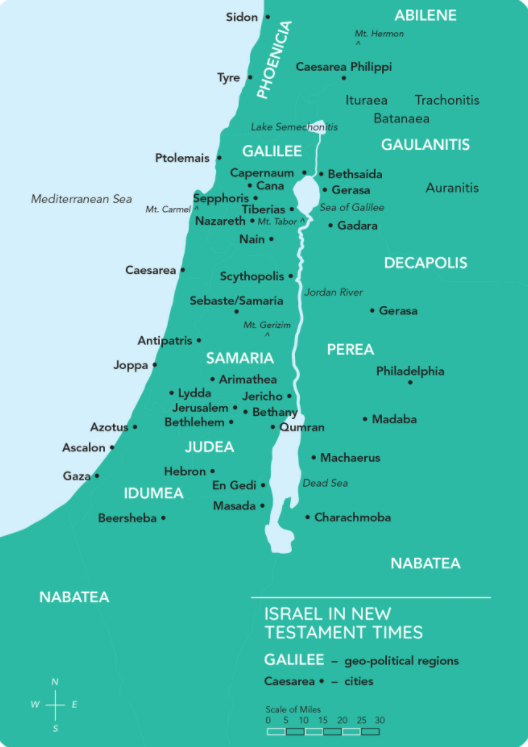 Sidon
ABILENE
PHOENICIA
Mt. Hermon
^
Caesarea Philippi
Tyre
Ituraea
Trachonitis
Batanaea
Lake Semechonitis
Ptolemais
GALILEE
GAULANITIS
Capernaum
Bethsaida
Cana
Gerasa
Auranitis
Mediterranean Sea
Sepphoris
Mt. Carmel ^
Tiberias
Sea of Galilee
Nazareth
Mt. Tabor ^
Gadara
Nain
DECAPOLIS
Caesarea
Scythopolis
Jordan River
Sebaste/Samaria
Gerasa
Mt. Gerizim
^
Antipatris
PEREA
SAMARIA
Joppa
Philadelphia
Arimathea
Lydda
Jericho
Jerusalem
Bethany
Madaba
Bethlehem
Azotus
Qumran
Ascalon
JUDEA
Machaerus
Gaza
Hebron
En Gedi
Dead Sea
IDUMEA
Masada
Beersheba
Charachmoba
NABATEA
NABATEA
ISRAEL IN NEW
TESTAMENT TIMES
GALILEE – geo-political regions
Caesarea • – cities
N
W E
S
Scale of Miles
0 5 10 15 20 25 30